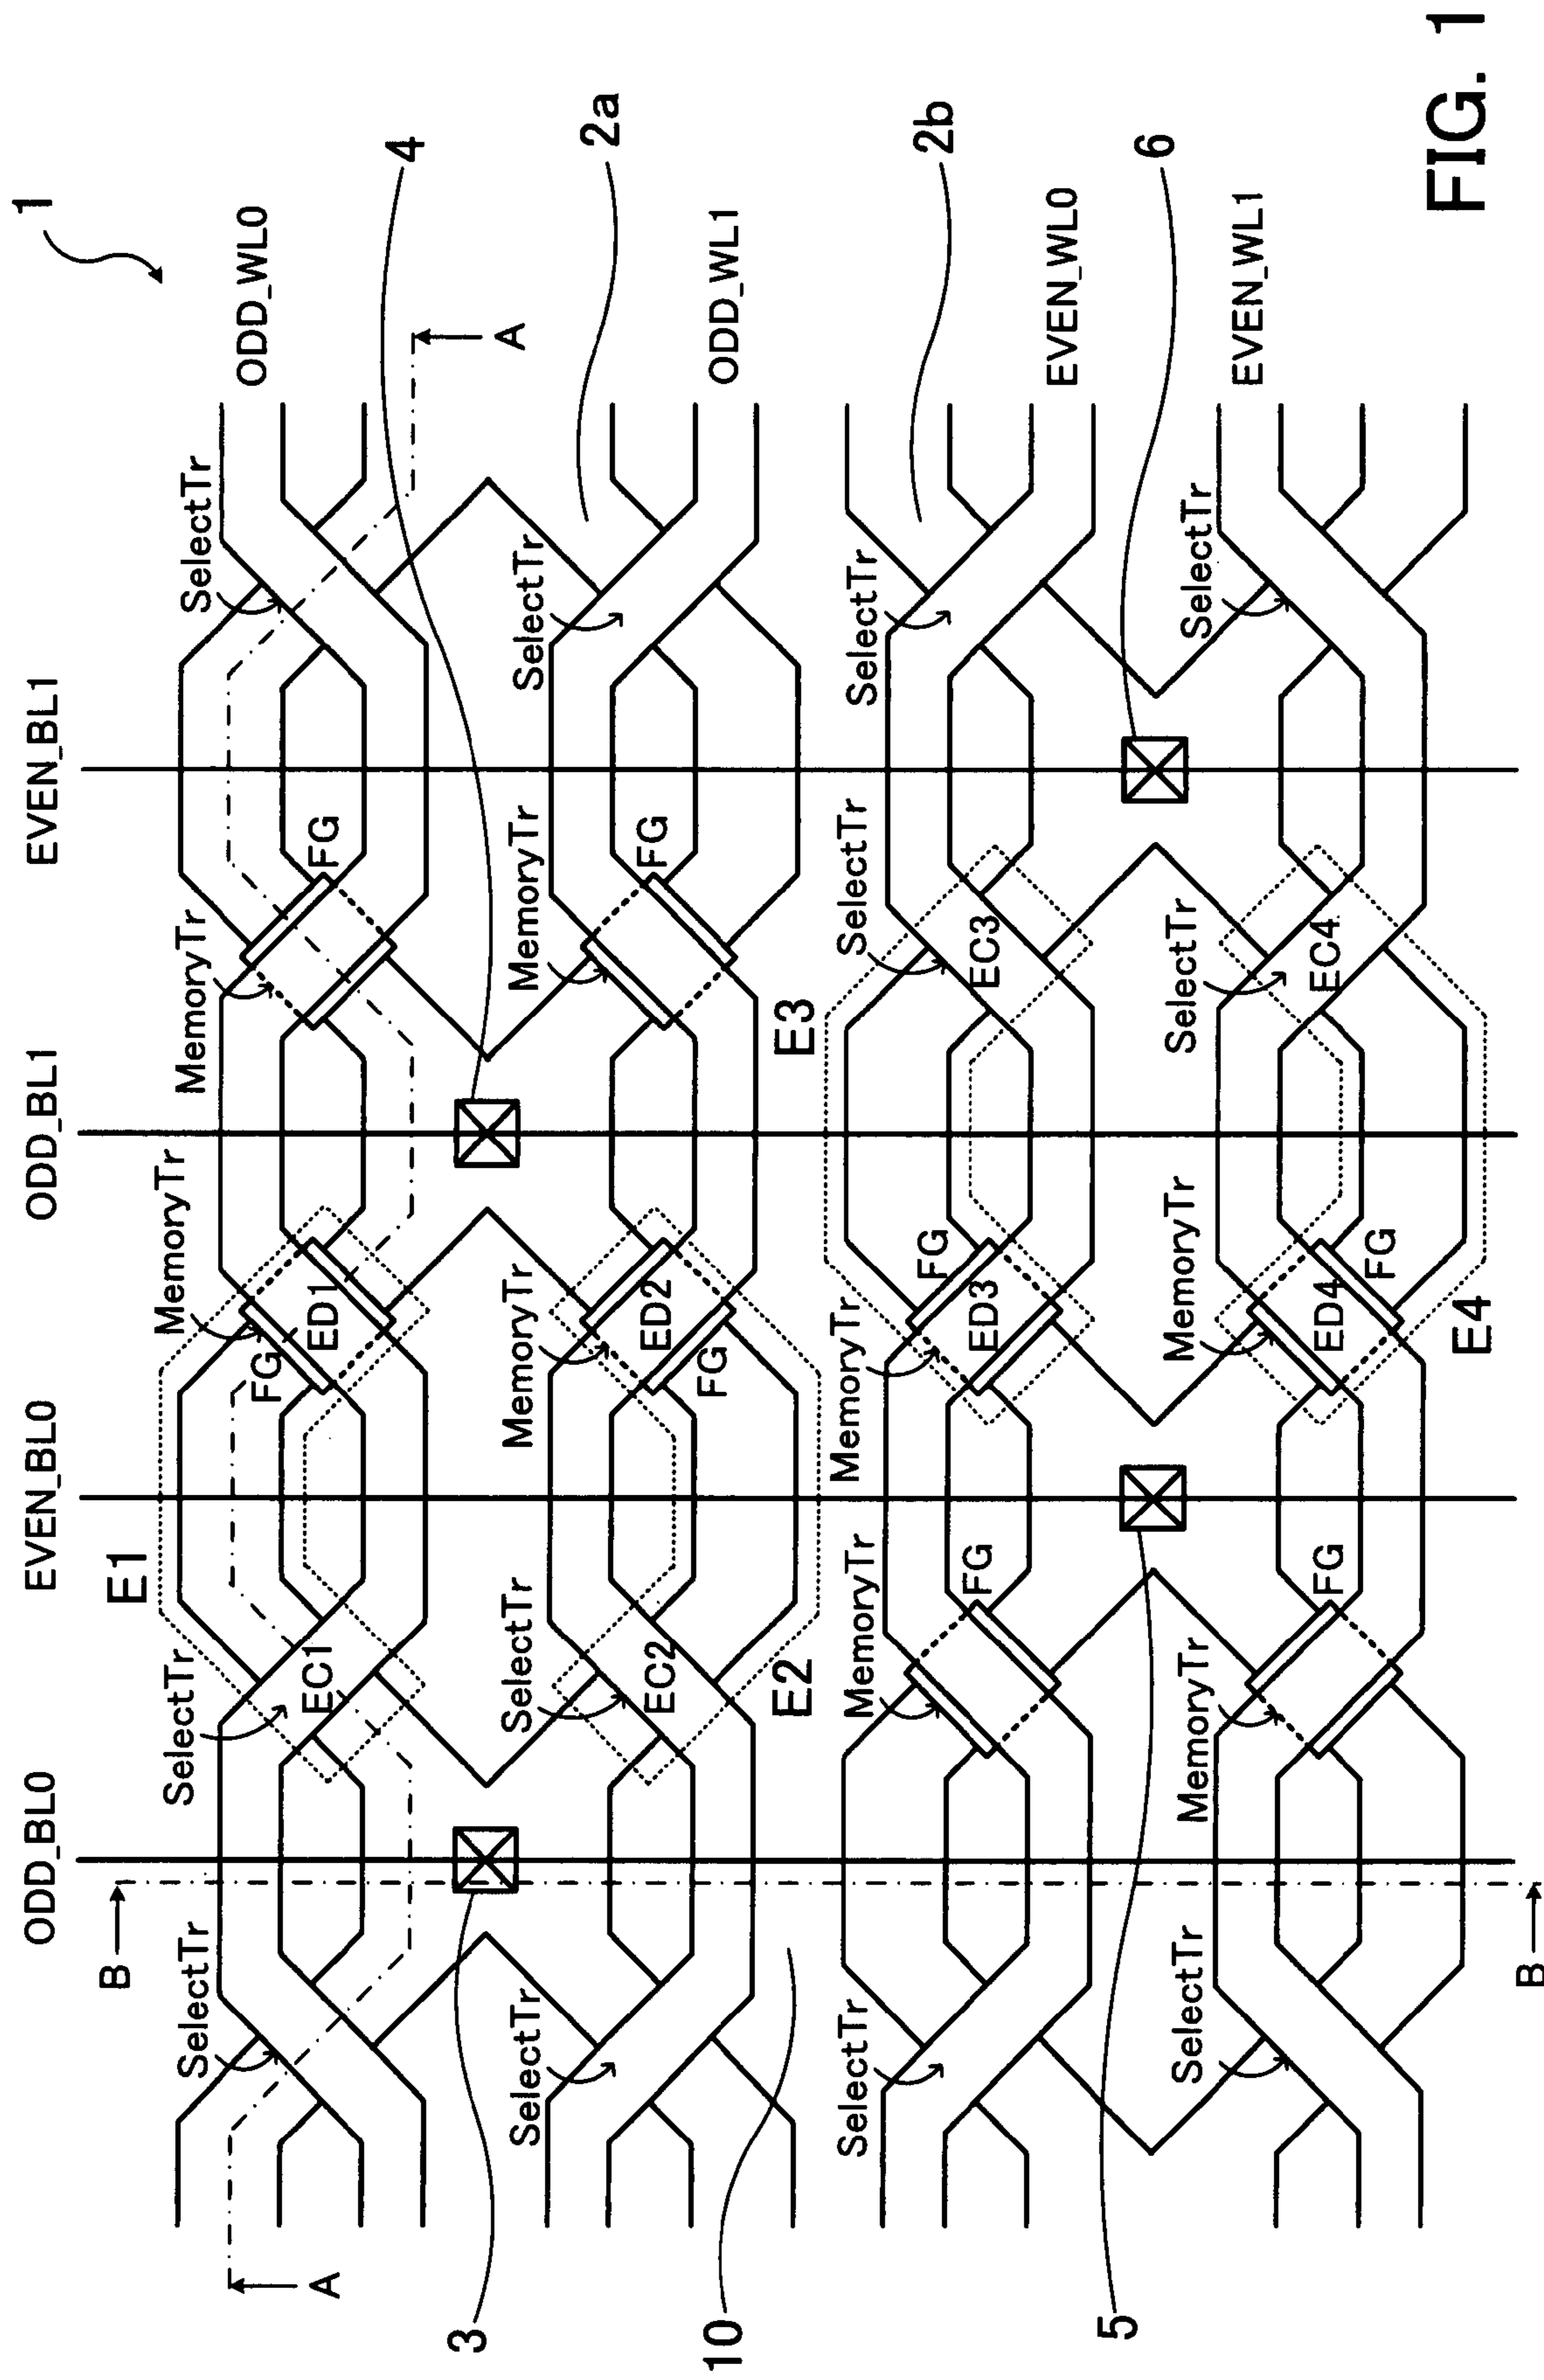 FIG. 1
1
ODD_BL0
EVEN_BL0
ODD_BL1
EVEN_BL1
B
A
SelectTr
SelectTr
E1
MemoryTr
MemoryTr
SelectTr
ODD_WL0
EC1
FG
ED1
FG
4
A
3
SelectTr
SelectTr
MemoryTr
MemoryTr
SelectTr
2a
EC2
ED2
FG
FG
ODD_WL1
10
E2
E3
SelectTr
MemoryTr
MemoryTr
SelectTr
SelectTr
2b
FG
FG
ED3
EC3
EVEN_WL0
5
6
SelectTr
MemoryTr
MemoryTr
SelectTr
SelectTr
EVEN_WL1
FG
ED4
FG
EC4
E4
B